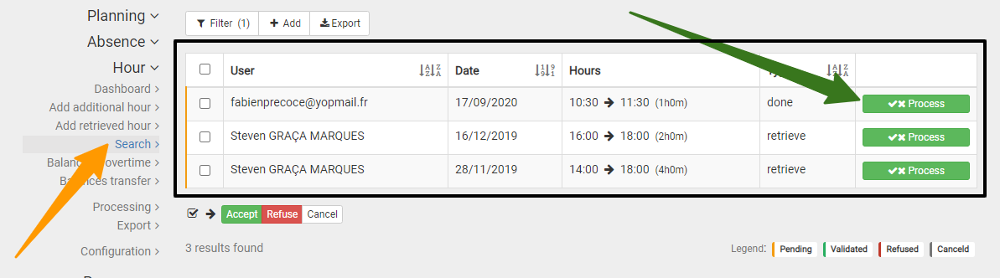 Planning
Absence
Hour
Dashboard
Add additional hour
Add retrieved hour
Search
overtime
transfer
Processing
Export
Configuration
Filter (1) Add Export
User Date Hours
fabienprecoce@yopmail.fr 17/09/2020 10:30 11:30 (1h0m) done Process
Steven GRAÇA MARQUES 16/12/2019 16:00 18:00 (2h0m) retrieve Process
Steven GRAÇA MARQUES 28/11/2019 14:00 18:00 (4h0m) retrieve Process
Accept Refuse Cancel
3 results found
Legend: Pending Validated Refused Canceld